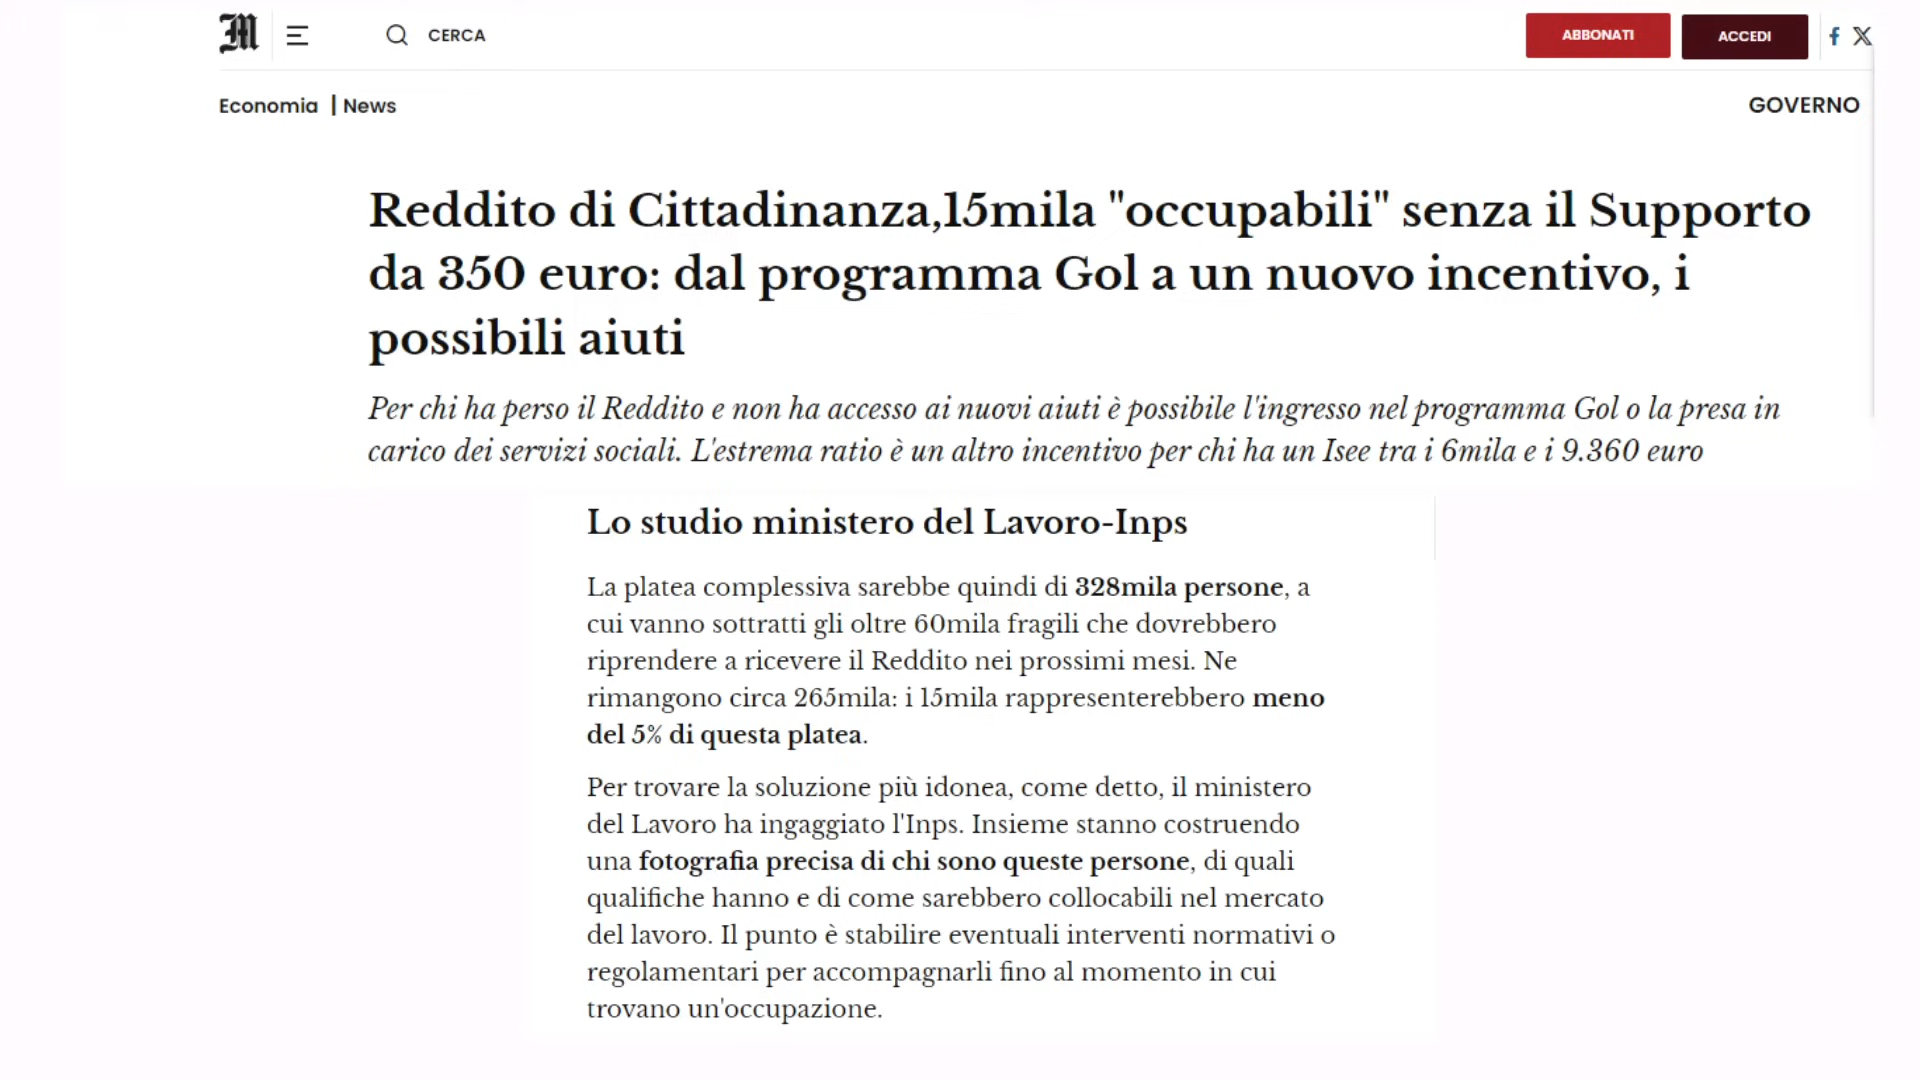 M
CERCA
ABBONATI
ACCEDI
f X
Economia | News
GOVERNO
Reddito di Cittadinanza,15mila "occupabili" senza il Supporto
da 350 euro: dal programma Gol a un nuovo incentivo, i
possibili aiuti
Per chi ha perso il Reddito e non ha accesso ai nuovi aiuti è possibile l'ingresso nel programma Gol o la presa in
carico dei servizi sociali. L'estrema ratio è un altro incentivo per chi ha un Isee tra i 6mila e i 9.360 euro
Lo studio ministero del Lavoro-Inps
La platea complessiva sarebbe quindi di 328mila persone, a
cui vanno sottratti gli oltre 60mila fragili che dovrebbero
riprendere a ricevere il Reddito nei prossimi mesi. Ne
rimangono circa 265mila: i 15mila rappresenterebbero meno
del 5% di questa platea.
Per trovare la soluzione più idonea, come detto, il ministero
del Lavoro ha ingaggiato l'Inps. Insieme stanno costruendo
una fotografia precisa di chi sono queste persone, di quali
qualifiche hanno e di come sarebbero collocabili nel mercato
del lavoro. Il punto è stabilire eventuali interventi normativi o
regolamentari per accompagnarli fino al momento in cui
trovano un'occupazione.